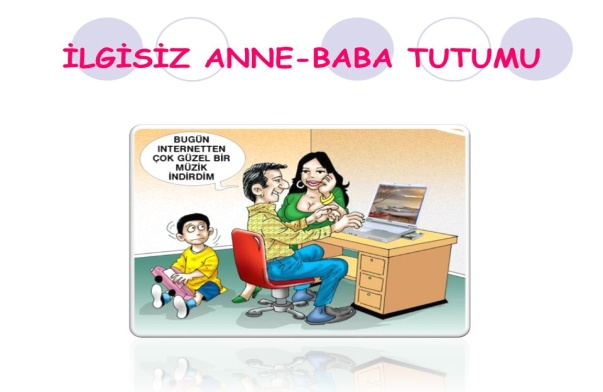 İLGİSİZ ANNE-BABA TUTUMU
BUGÜN
INTERNETTEN
ÇOK GÜZEL BİR
MÜZİK
İNDİRDİM